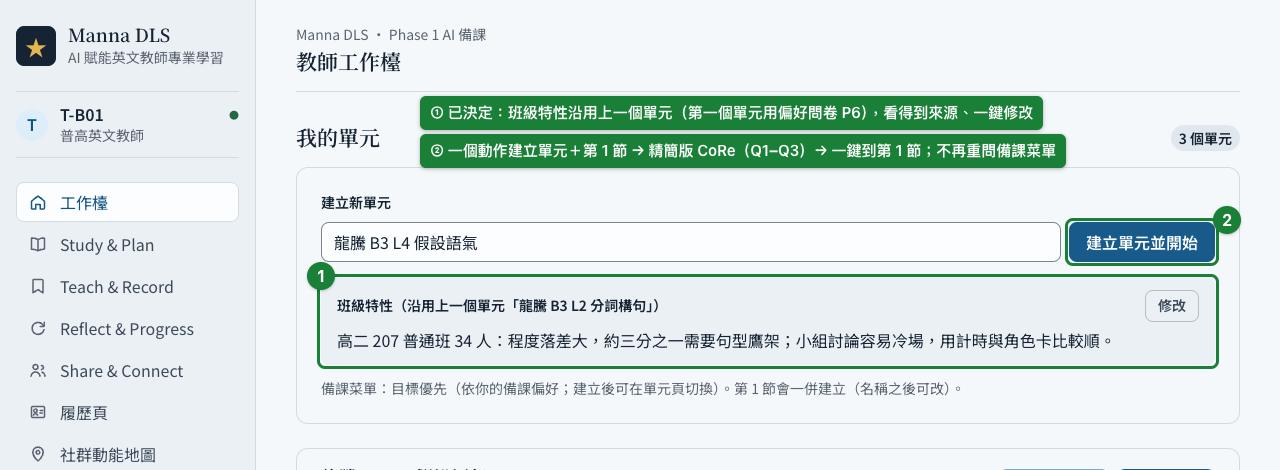 Manna DLS
AI 賦能英文教師專業學習
T
T-B01
普高英文教師
工作檯
Study & Plan
Teach & Record
Reflect & Progress
Share & Connect
履歷頁
社群動能地圖
Manna DLS · Phase 1 AI 備課
教師工作檯
① 已決定：班級特性沿用上一個單元（第一個單元用偏好問卷 P6），看得到來源、一鍵修改
我的單元
② 一個動作建立單元＋第 1 節 → 精簡版 CoRe（Q1–Q3）→ 一鍵到第 1 節；不再重問備課菜單
3 個單元
建立新單元
龍騰 B3 L4 假設語氣
建立單元並開始
2
1
班級特性（沿用上一個單元「龍騰 B3 L2 分詞構句」）
修改
高二 207 普通班 34 人：程度落差大，約三分之一需要句型鷹架；小組討論容易冷場，用計時與角色卡比較順。
備課菜單：目標優先（依你的備課偏好；建立後可在單元頁切換）。第 1 節會一併建立（名稱之後可改）。